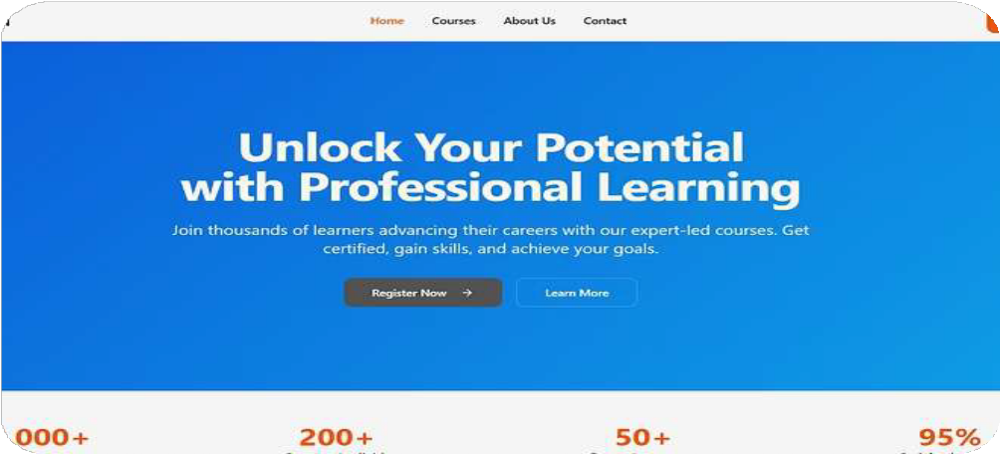 Home Courses About Us Contact
Unlock Your Potential
with Professional Learning
Join thousands of learners advancing their careers with our expert-led courses. Get
certified, gain skills, and achieve your goals.
Register Now → Learn More
000+ 200+ 50+ 95%